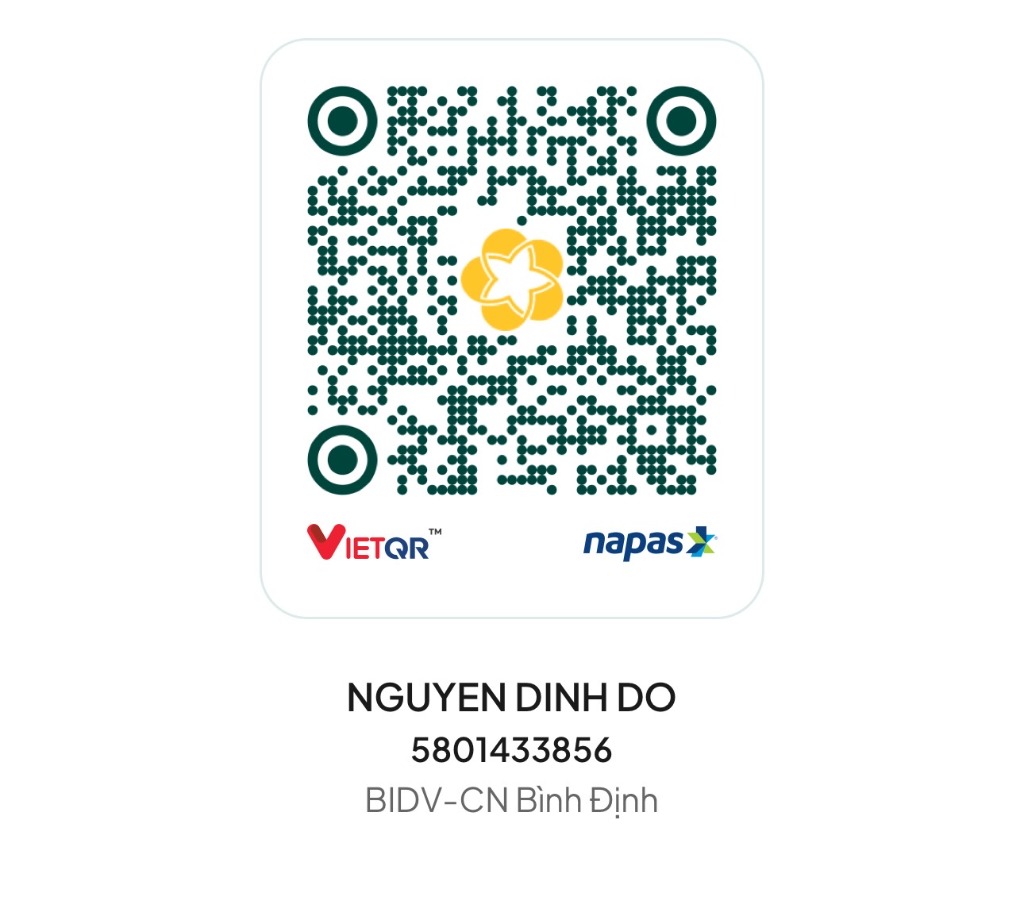 VIETQR™
napas
NGUYEN DINH DO
5801433856
BIDV-CN Bình Định